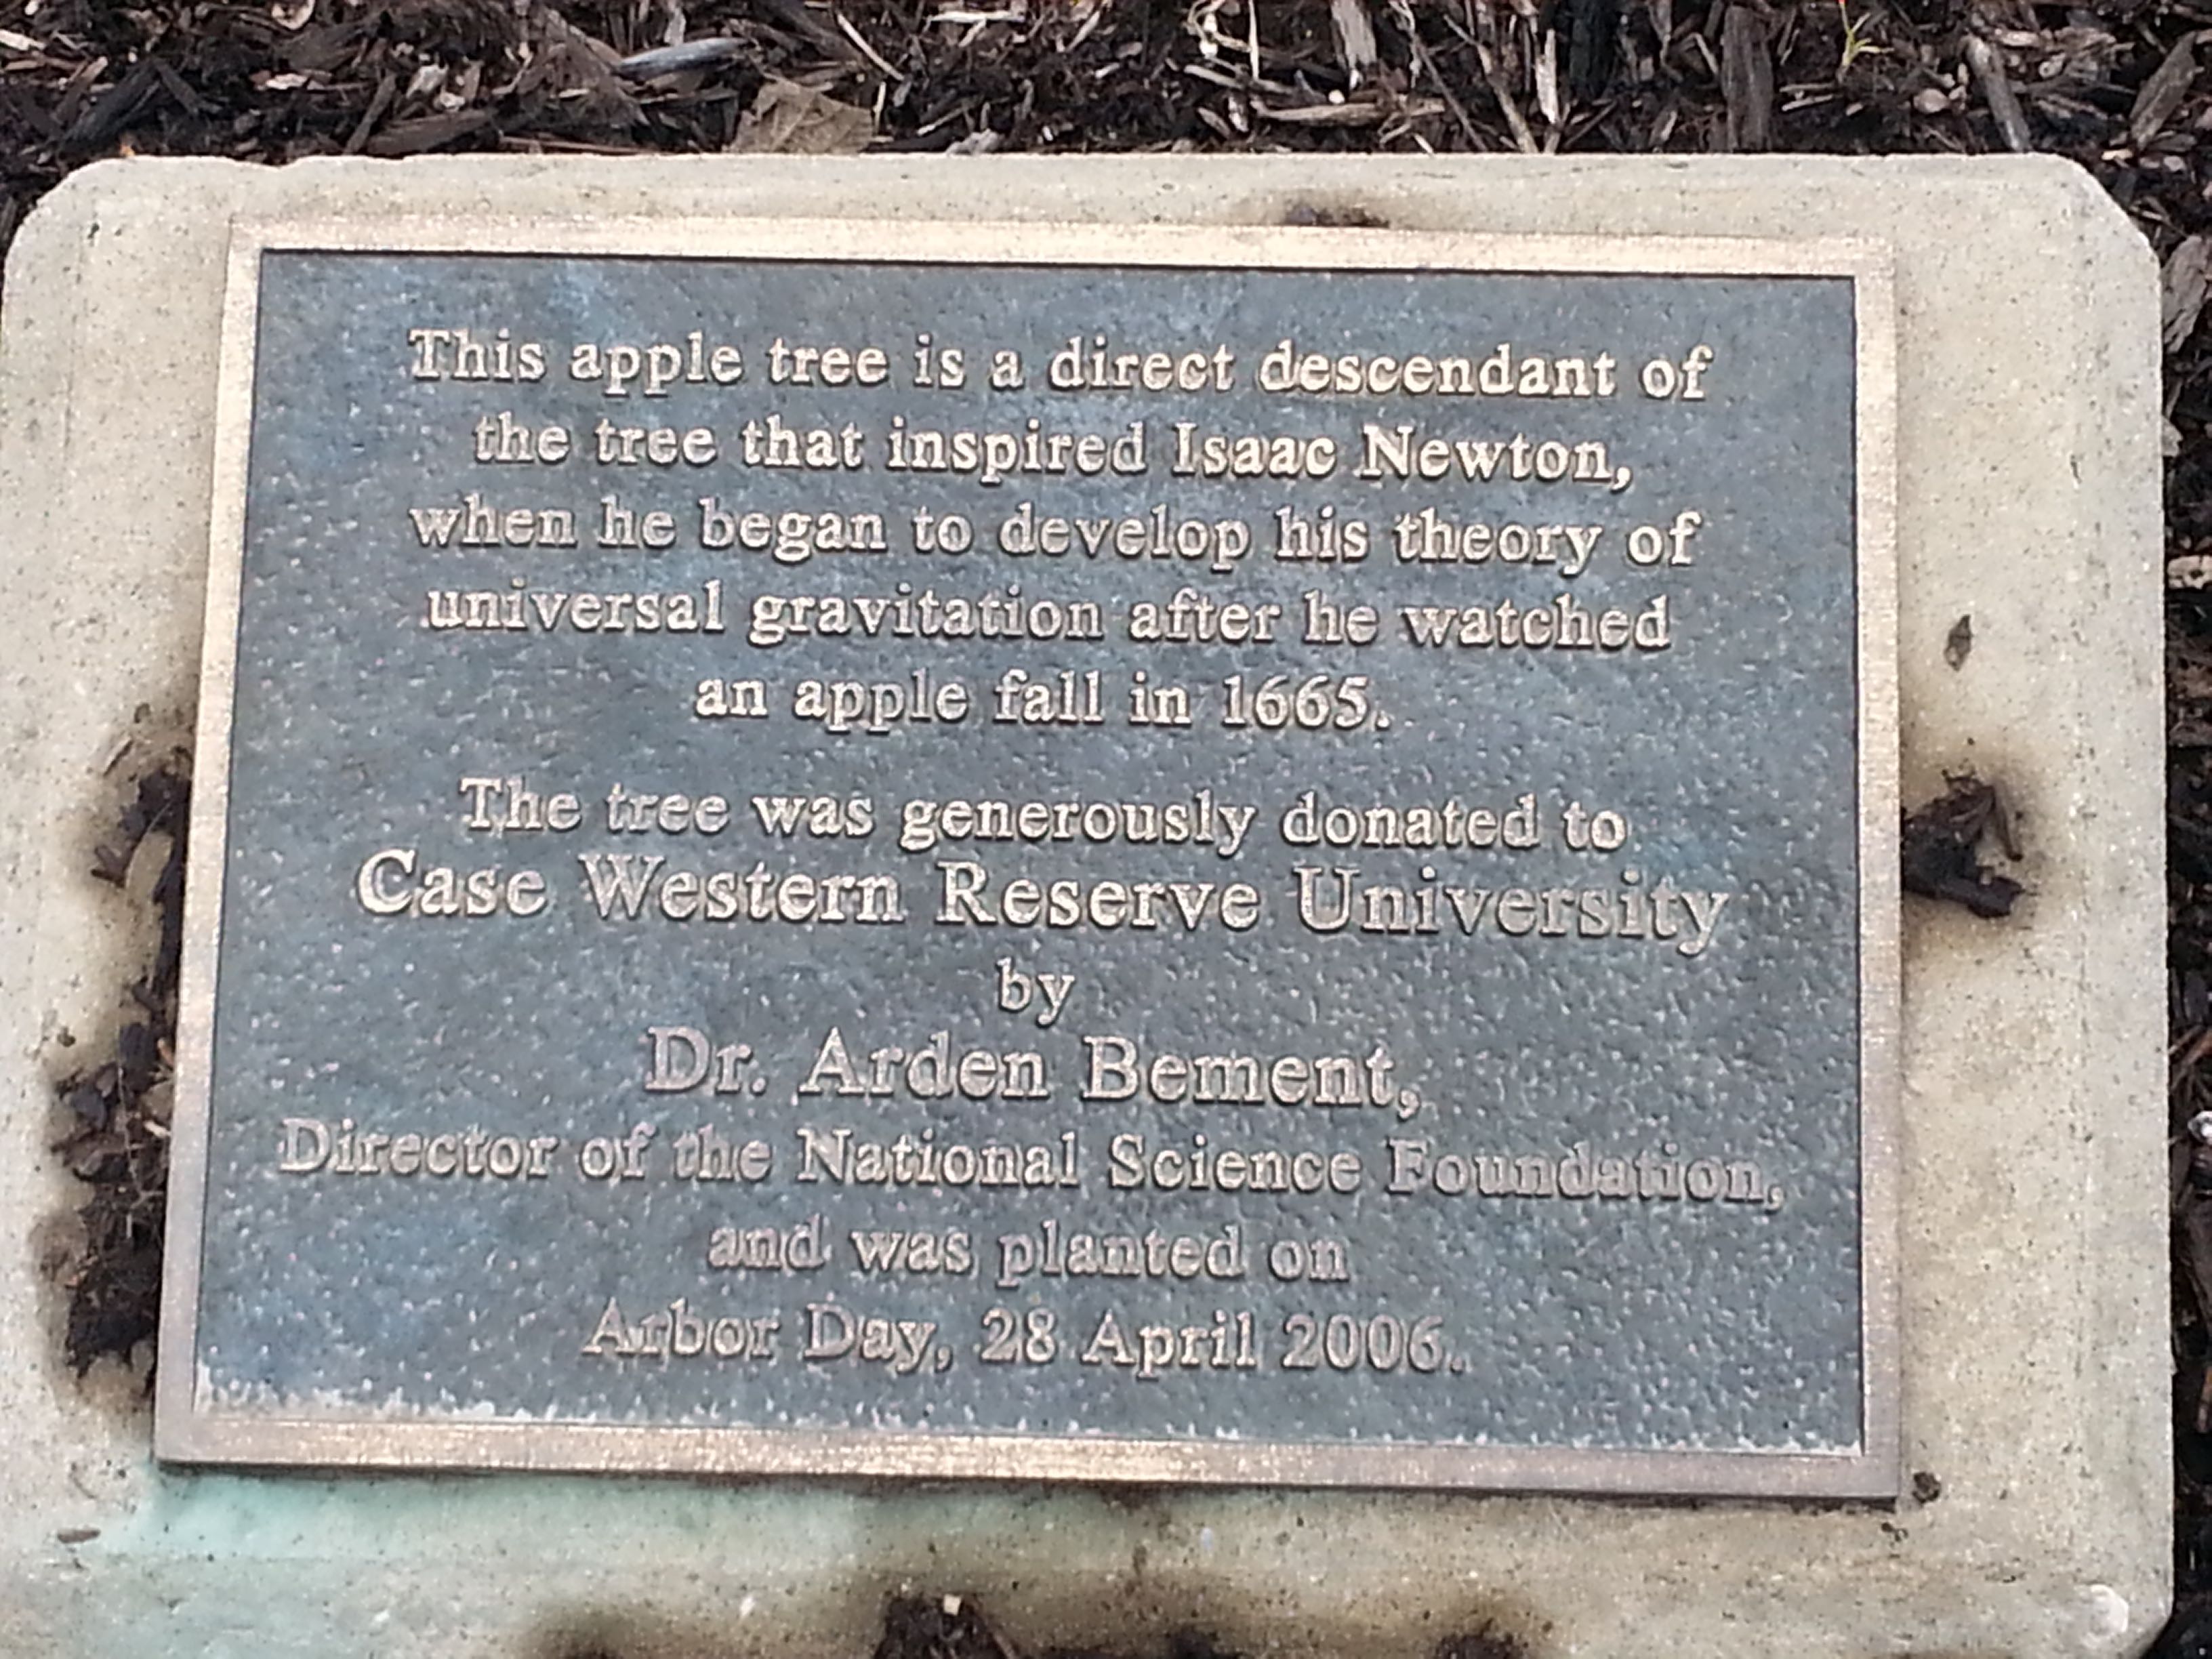 This apple tree is a direct descendant of
the tree that inspired Isaac Newton,
when he began to develop his theory of
universal gravitation after he watched
an apple fall in 1665.
The tree was generously donated to
Case Western Reserve University
by
Dr. Arden Bement,
Director of the National Science Foundation,
and was planted on
Arbor Day, 28 April 2006.